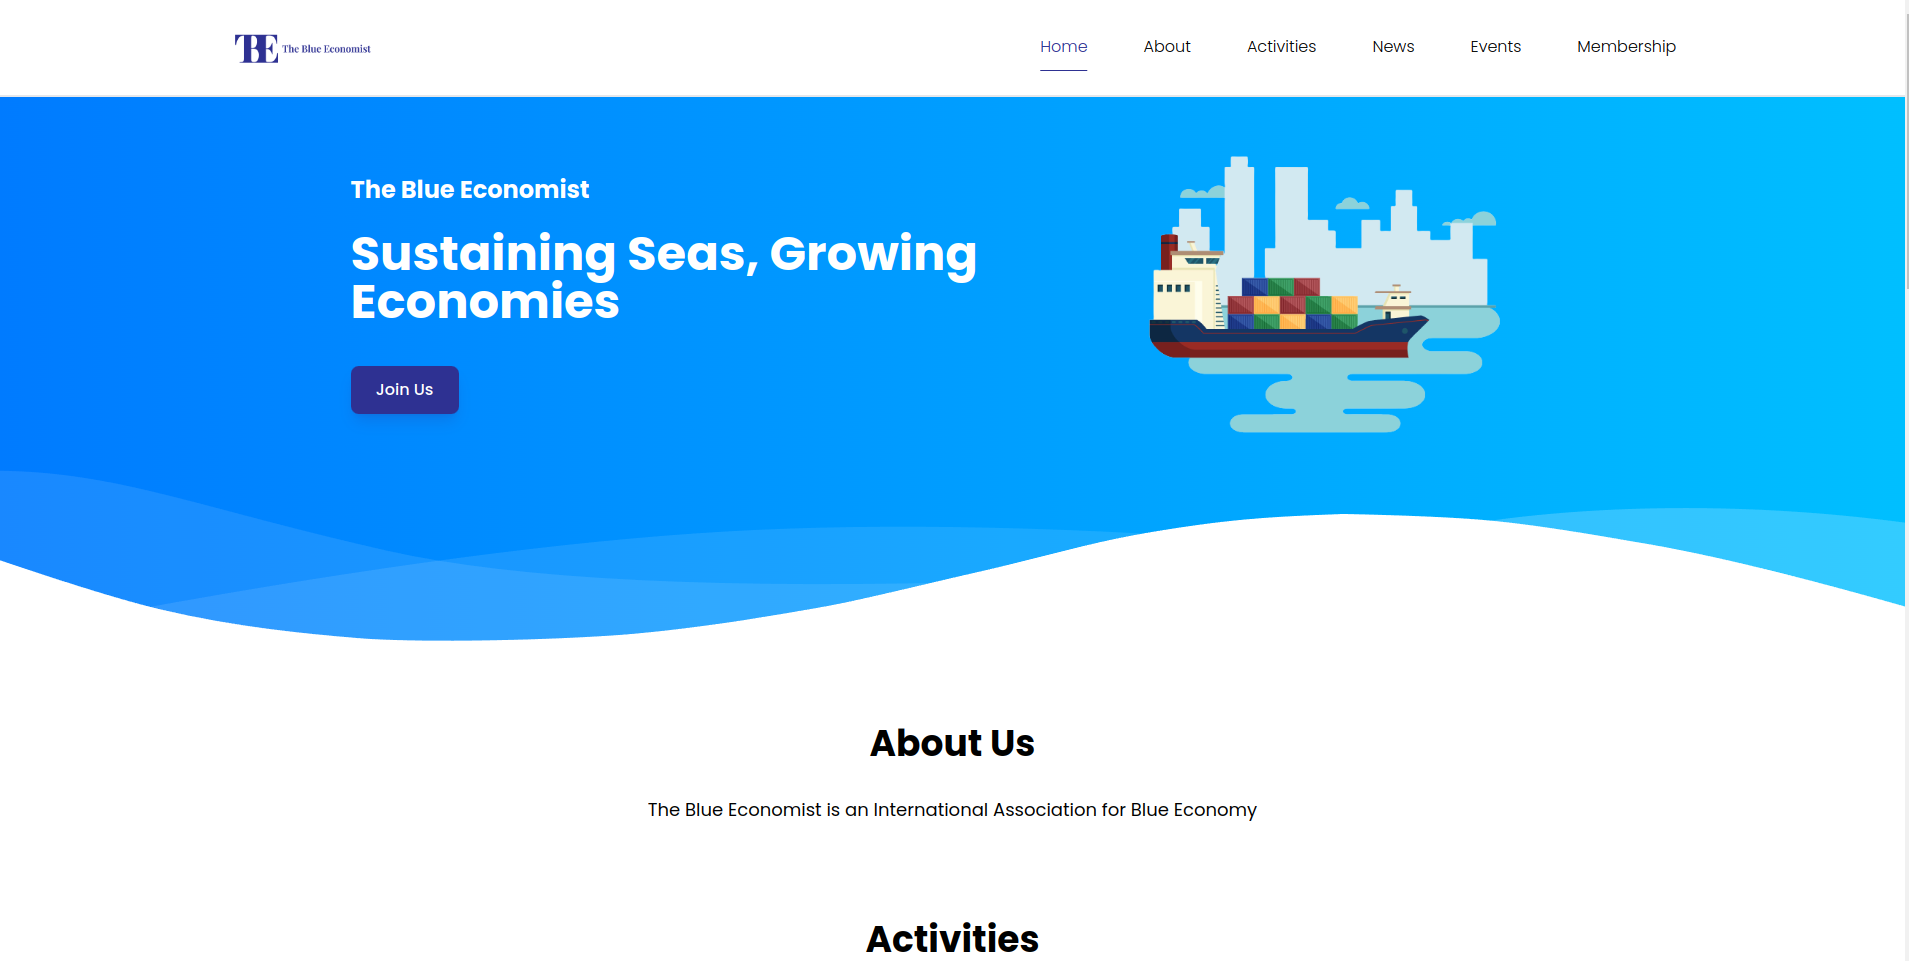 TBE The Blue Economist
Home About Activities News Events Membership
The Blue Economist
Sustaining Seas, Growing
Economies
Join Us
About Us
The Blue Economist is an International Association for Blue Economy
Activities